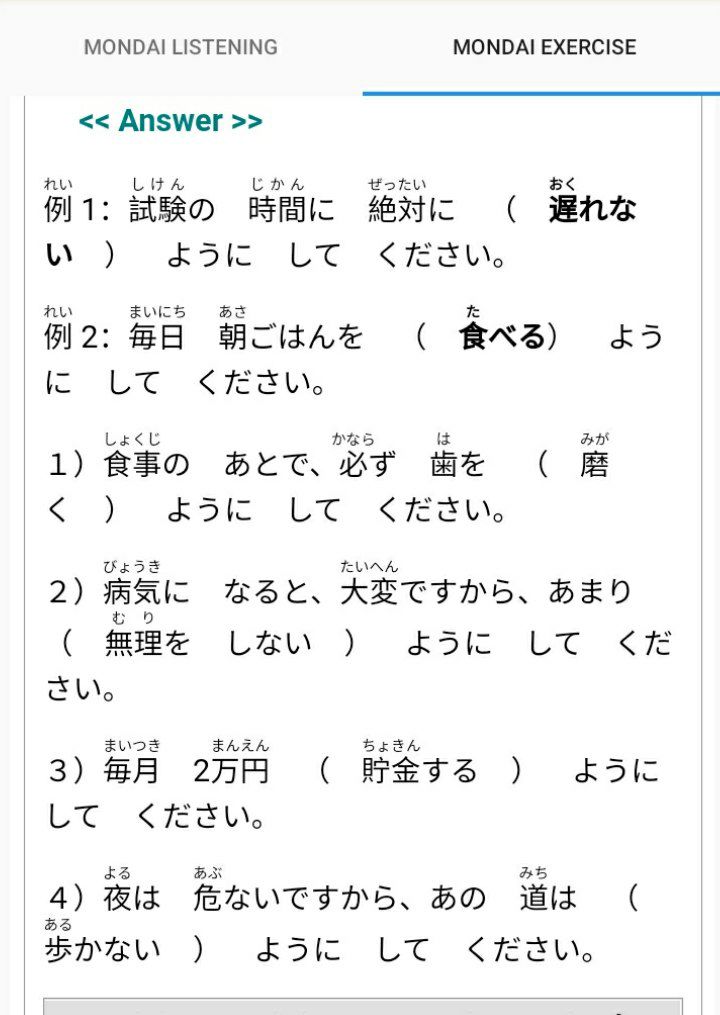 MONDAI LISTENING MONDAI EXERCISE
<< Answer >>
れい しけん じかん ぜったい おく
例 1: 試験の 時間に 絶対に ( 遅れな
い ) ように して ください。
れい まいにち あさ た
例 2: 毎日 朝ごはんを ( 食べる) よう
に して ください。
しょくじ かなら は みが
１）食事の あとで、必ず 歯を ( 磨
く ) ように して ください。
びょうき たいへん
２）病気に なると、大変ですから、あまり
む り
( 無理を しない ) ように して くだ
さい。
まいつき まんえん ちょきん
３）毎月 2万円 ( 貯金する ) ように
して ください。
よる あぶ みち
４）夜は 危ないですから、あの 道は (
ある
歩かない ) ように して ください。